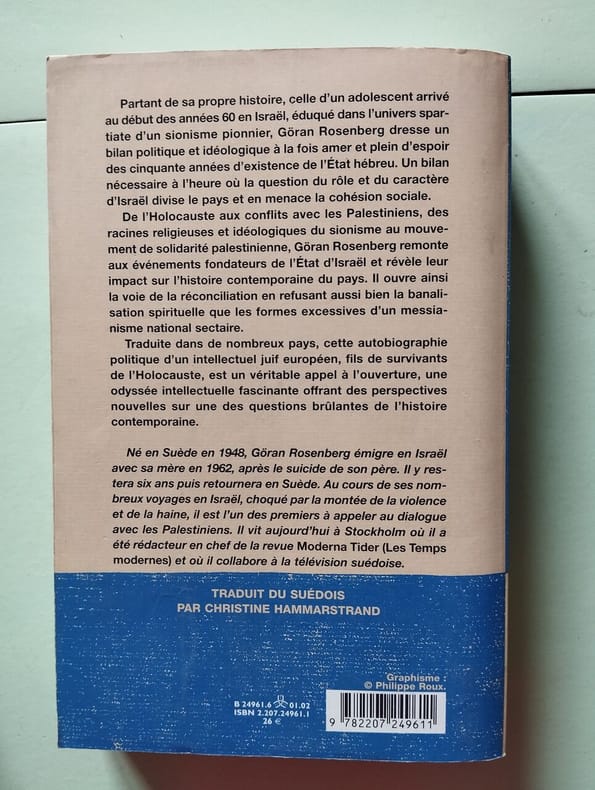 Partant de sa propre histoire, celle d'un adolescent arrivé
au début des années 60 en Israël, éduqué dans l'univers spar-
tiate d'un sionisme pionnier, Göran Rosenberg dresse un
bilan politique et idéologique à la fois amer et plein d'espoir
des cinquante années d'existence de l'État hébreu. Un bilan
nécessaire à l'heure où la question du rôle et du caractère
d'Israël divise le pays et en menace la cohésion sociale.
De l'Holocauste aux conflits avec les Palestiniens, des
racines religieuses et idéologiques du sionisme au mouve-
ment de solidarité palestinienne, Göran Rosenberg remonte
aux événements fondateurs de l'État d'Israël et révèle leur
impact sur l'histoire contemporaine du pays. Il ouvre ainsi
la voie de la réconciliation en refusant aussi bien la banali-
sation spirituelle que les formes excessives d'un messia-
nisme national sectaire.
Traduite dans de nombreux pays, cette autobiographie
politique d'un intellectuel juif européen, fils de survivants
de l'Holocauste, est un véritable appel à l'ouverture, une
odyssée intellectuelle fascinante offrant des perspectives
nouvelles sur une des questions brûlantes de l'histoire
contemporaine.
Né en Suède en 1948, Göran Rosenberg émigre en Israël
avec sa mère en 1962, après le suicide de son père. Il y res-
tera six ans puis retournera en Suède. Au cours de ses nom-
breux voyages en Israël, choqué par la montée de la violence
et de la haine, il est l'un des premiers à appeler au dialogue
avec les Palestiniens. Il vit aujourd'hui à Stockholm où il a
été rédacteur en chef de la revue Moderna Tider (Les Temps
modernes) et où il collabore à la télévision suédoise.
TRADUIT DU SUÉDOIS
PAR CHRISTINE HAMMARSTRAND
Graphisme :
© Philippe Roux.
B 24961.6 01.02
ISBN 2.207.24961.1
26 €
9 782207 249611